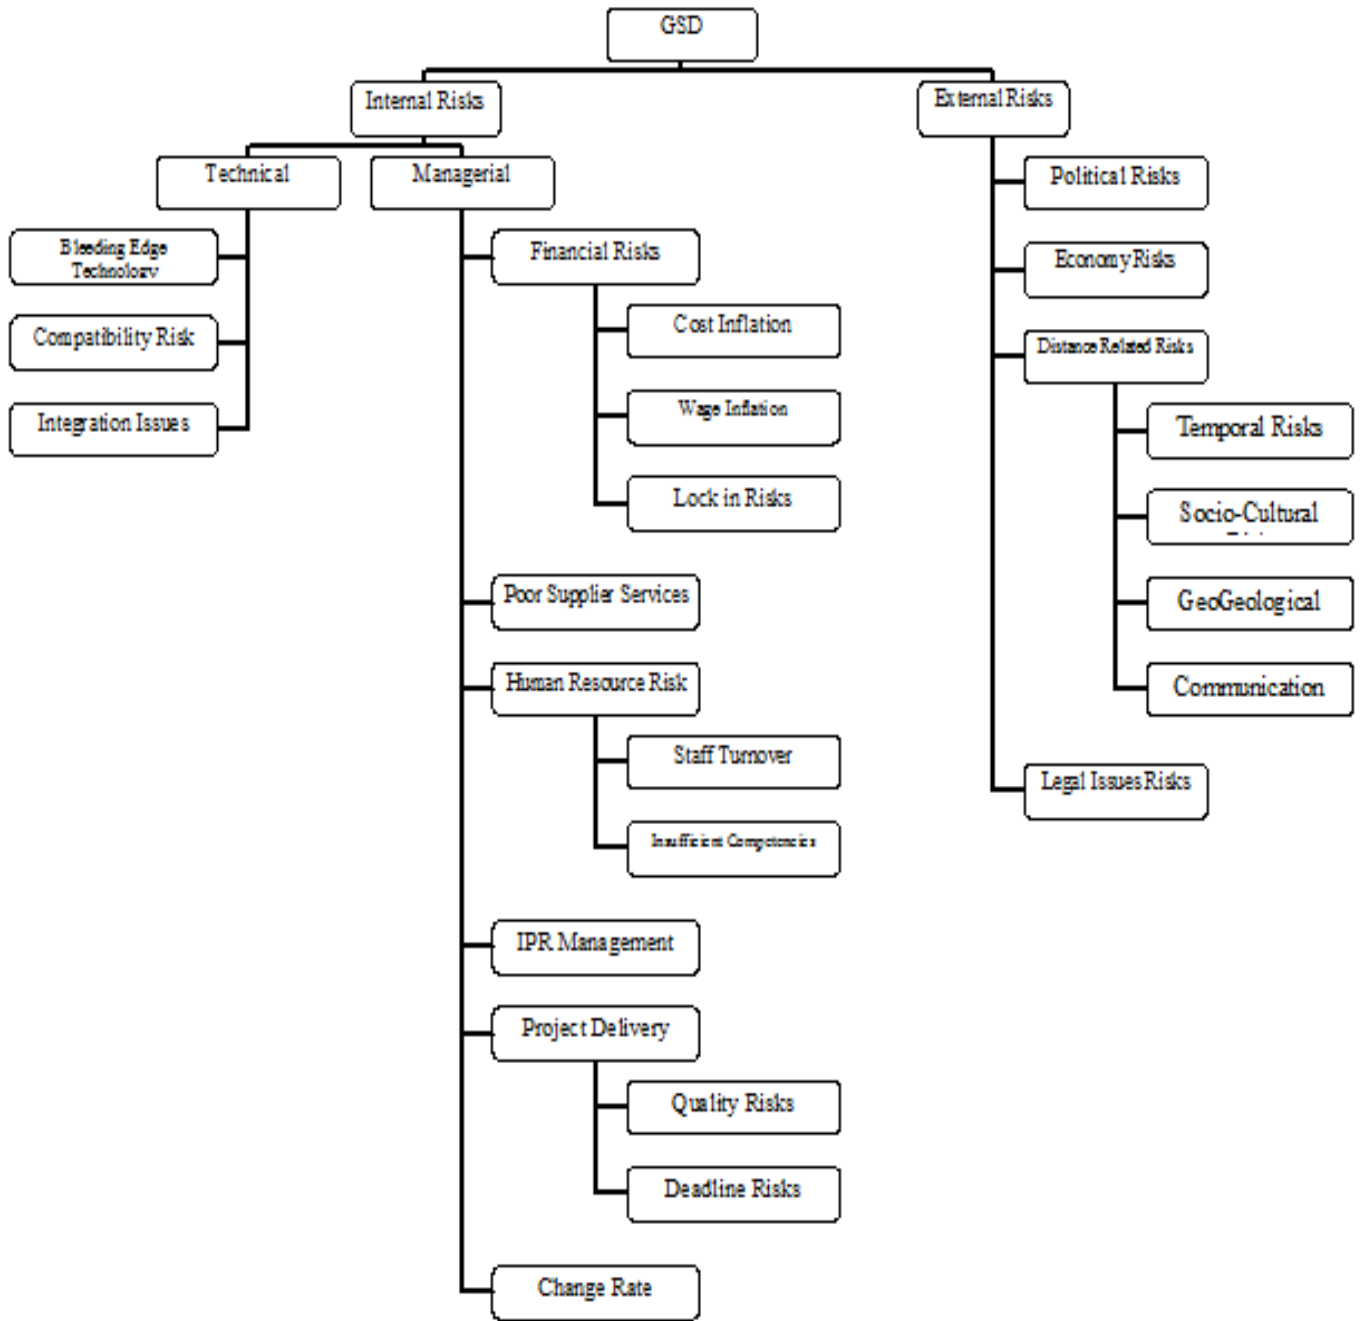 GSD
Internal Risks
External Risks
Technical
Managerial
Political Risks
Bleeding Edge
Technology
Financial Risks
Economy Risks
Cost Inflation
Compatibility Risk
Distance Related Risks
Wage Inflation
Integration Issues
Temporal Risks
Lock in Risks
Socio-Cultural
Poor Supplier Services
GeoGeological
Human Resource Risk
Communication
Staff Turnover
Legal Issues Risks
Insufficient Competencies
IPR Management
Project Delivery
Quality Risks
Deadline Risks
Change Rate